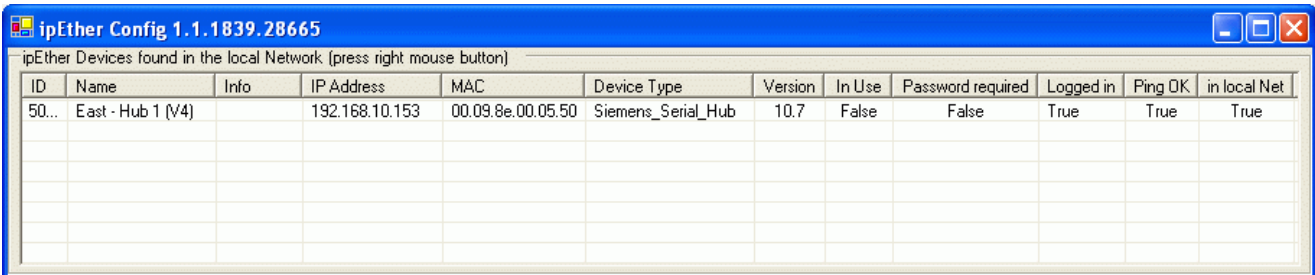 ipEther Config 1.1.1839.28665
ipEther Devices found in the local Network (press right mouse button)
ID Name Info IP Address MAC Device Type Version In Use Password required Logged in Ping OK in local Net
50... East - Hub 1 (V4) 192.168.10.153 00.09.8e.00.05.50 Siemens_Serial_Hub 10.7 False False True True True